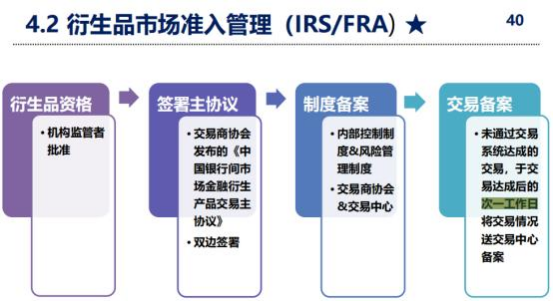 4.2 衍生品市场准入管理（IRS/FRA）★
40
衍生品资格
• 机构监管者
批准
签署主协议
• 交易商协会
发布的《中
国银行间市
场金融衍生
产品交易主
协议》
• 双边签署
制度备案
• 内部控制制
度&风险管
理制度
• 交易商协会
&交易中心
交易备案
• 未通过交易
系统达成的
交易，于交
易达成后的
次一工作日
将交易情况
送交易中心
备案